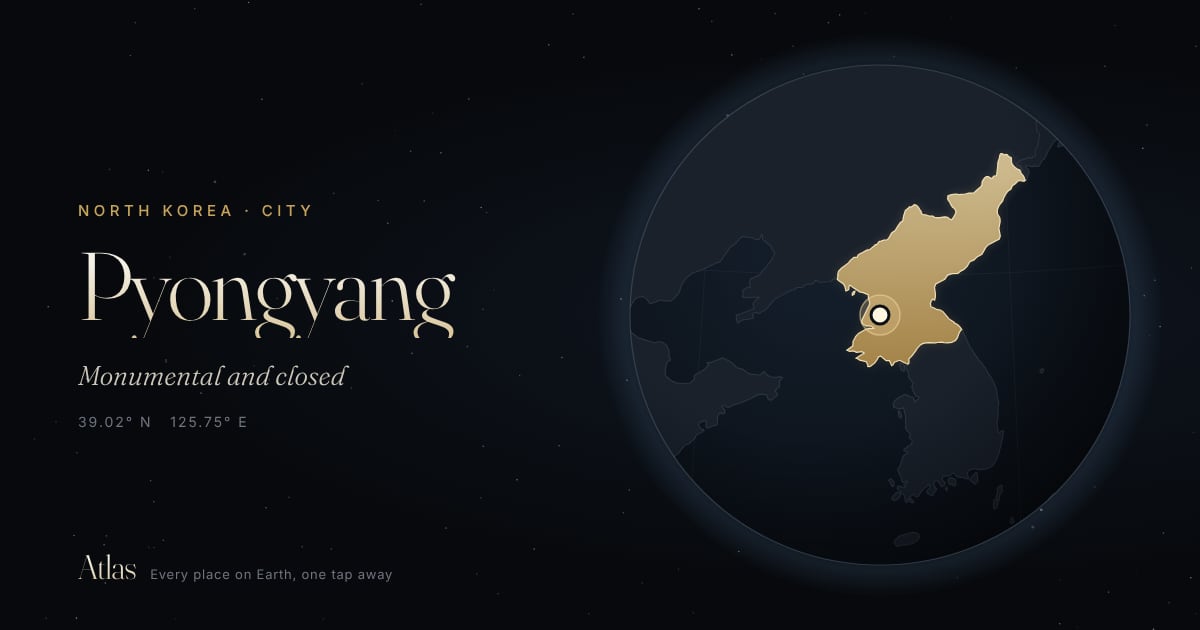 NORTH KOREA · CITY
Pyongyang
Monumental and closed
39.02° N 125.75° E
Atlas Every place on Earth, one tap away